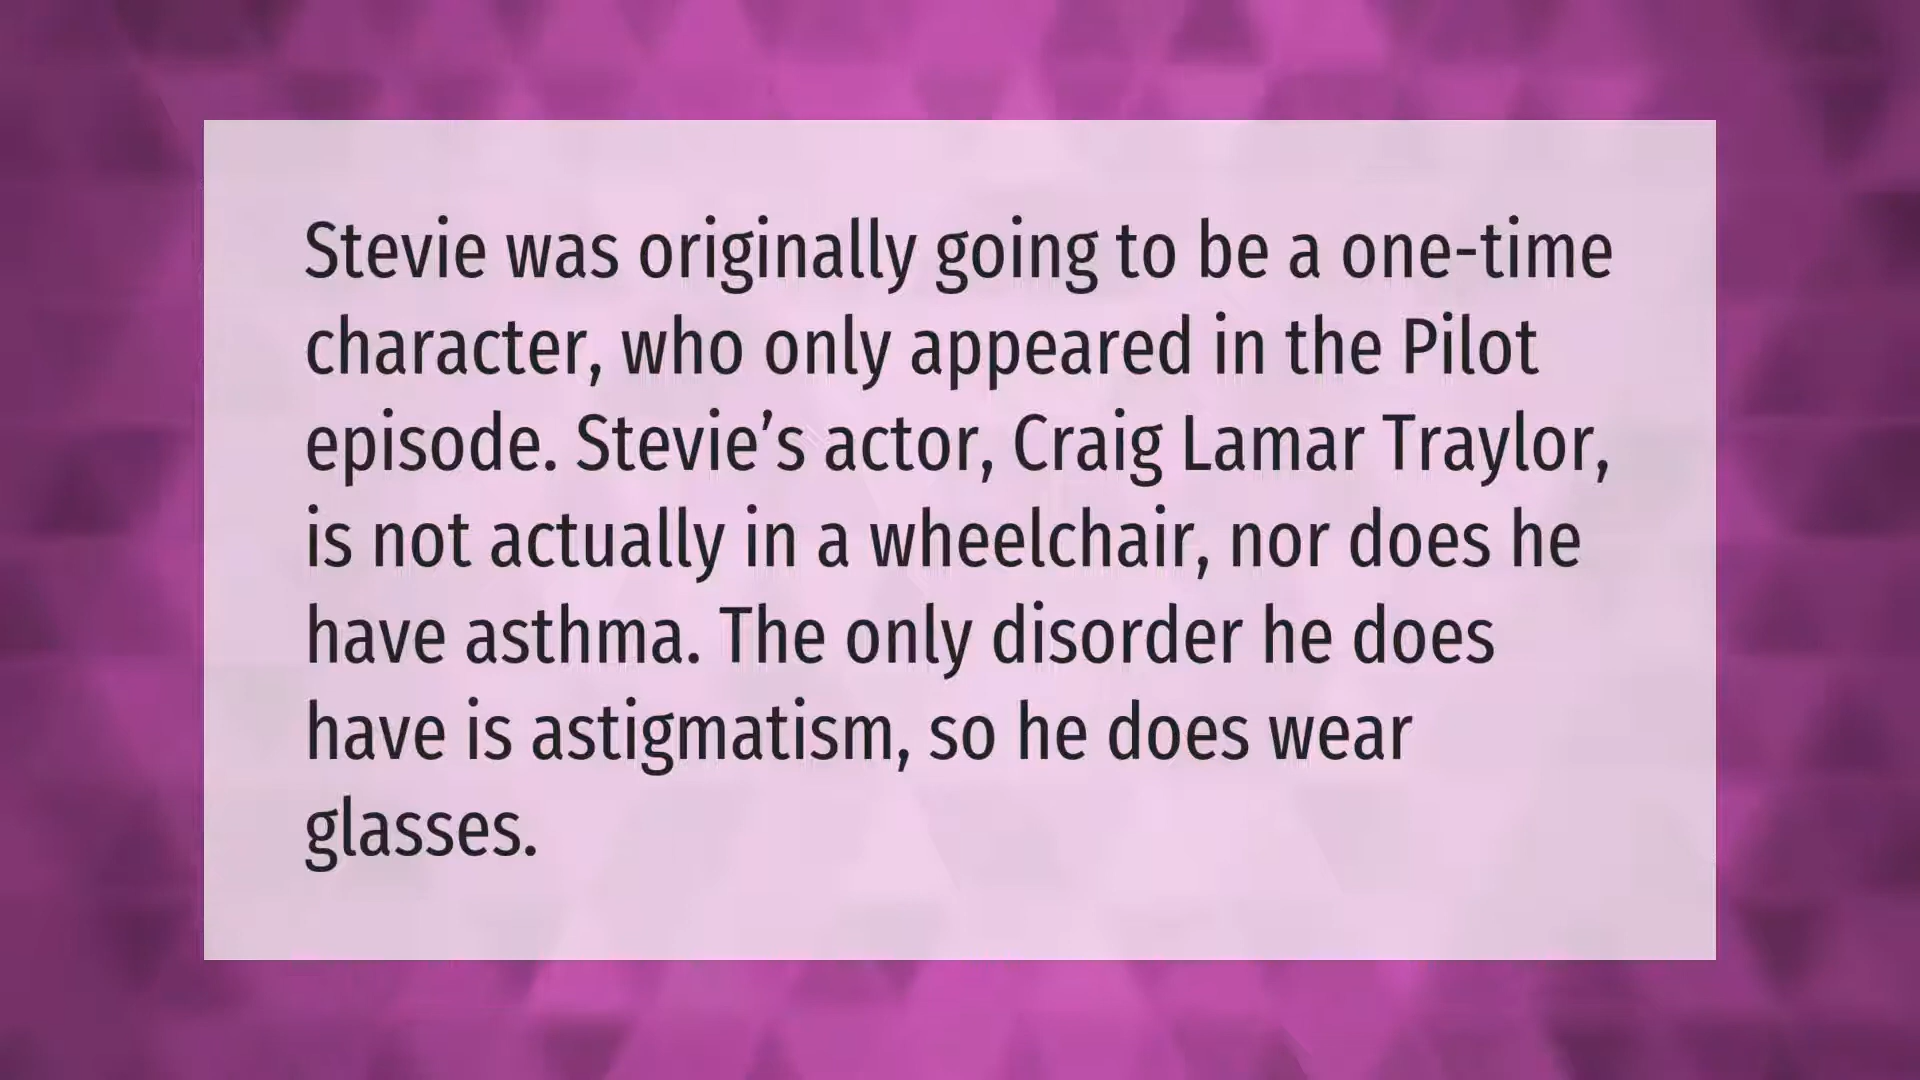 Stevie was originally going to be a one-time
character, who only appeared in the Pilot
episode. Stevie’s actor, Craig Lamar Traylor,
is not actually in a wheelchair, nor does he
have asthma. The only disorder he does
have is astigmatism, so he does wear
glasses.